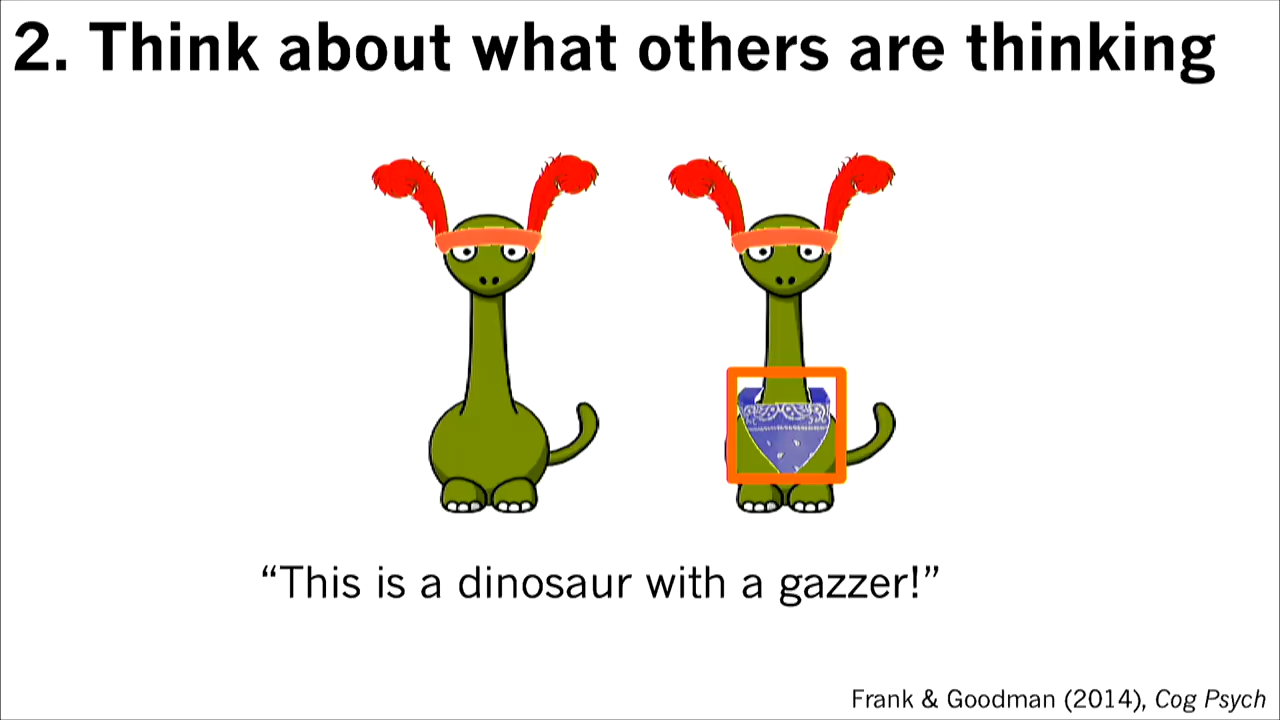 2. Think about what others are thinking
“This is a dinosaur with a gazzer!”
Frank & Goodman (2014), Cog Psych